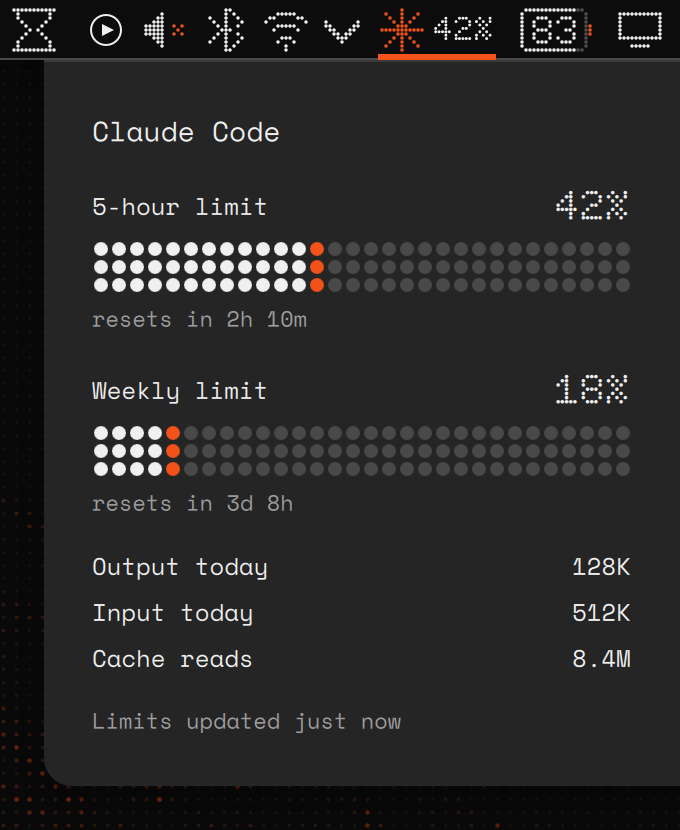 42% 83
Claude Code
5-hour limit 42%
resets in 2h 10m
Weekly limit 18%
resets in 3d 8h
Output today 128K
Input today 512K
Cache reads 8.4M
Limits updated just now